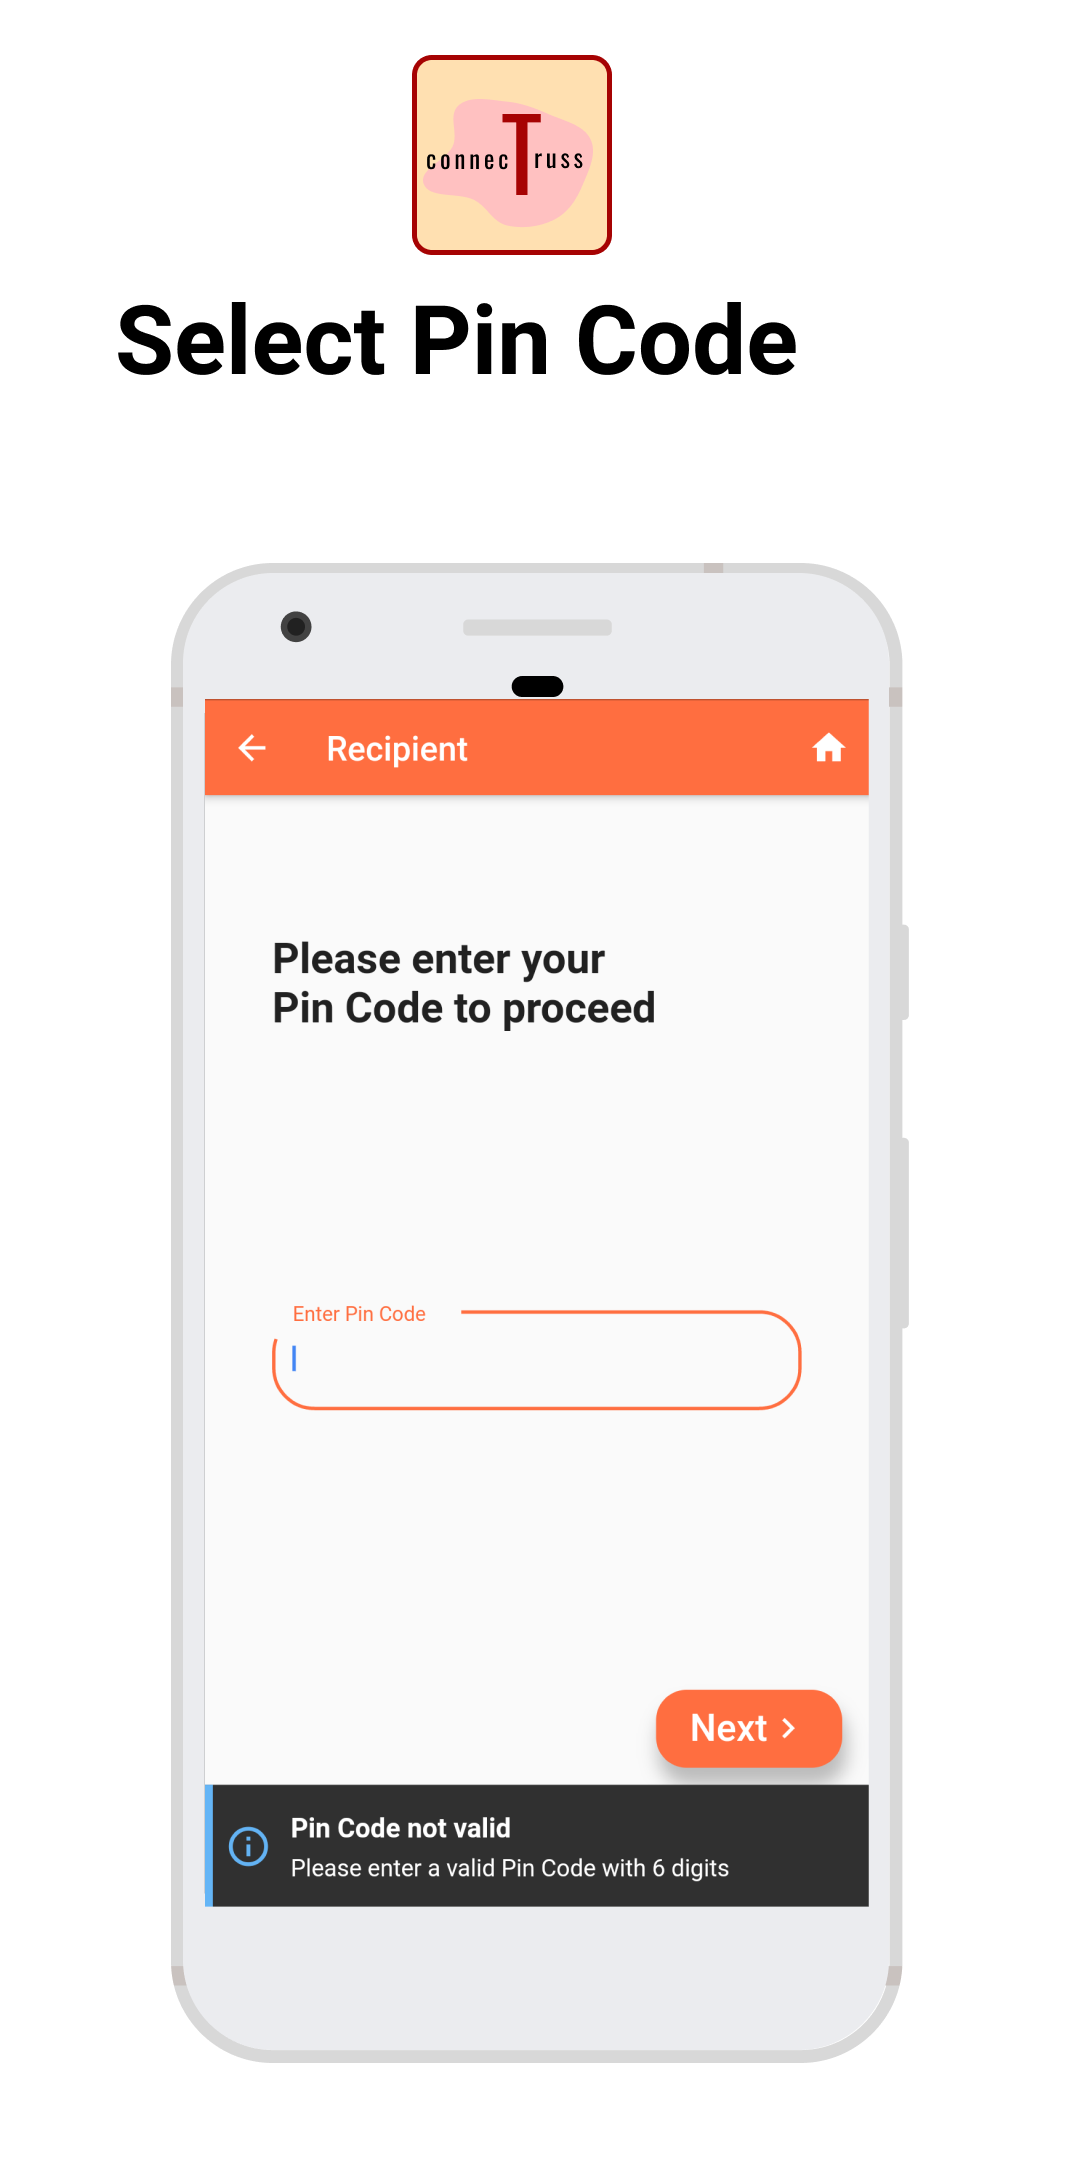 connecTruss
Select Pin Code
Recipient
Please enter your
Pin Code to proceed
Enter Pin Code
Next
Pin Code not valid
Please enter a valid Pin Code with 6 digits